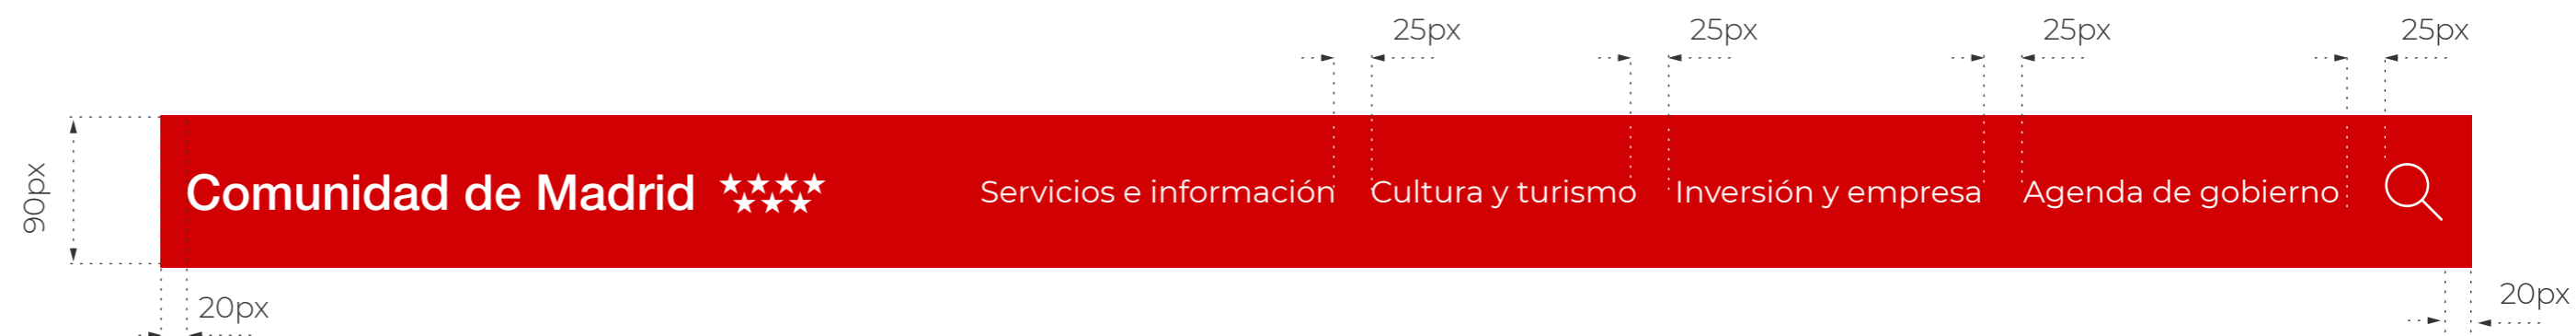 25px 25px 25px 25px
90px
Comunidad de Madrid Servicios e información Cultura y turismo Inversión y empresa Agenda de gobierno
20px 20px